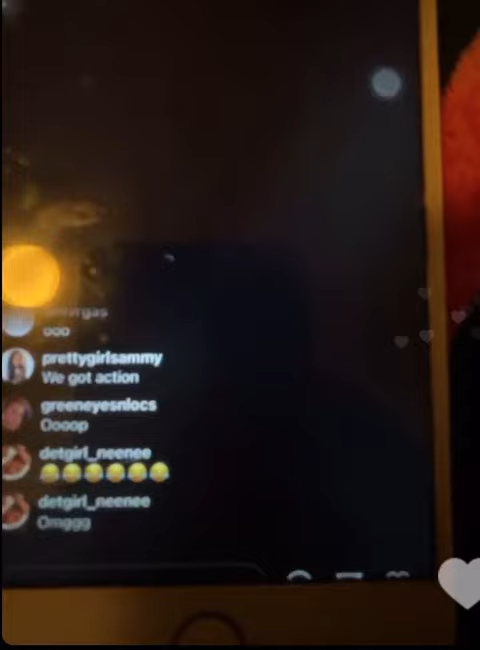 ooo
prettygirlsammy
We got action
greeneyesnlocs
Oooop
detgirl_neenee
😂😂😂😂😂😂
detgirl_neenee
Omggg